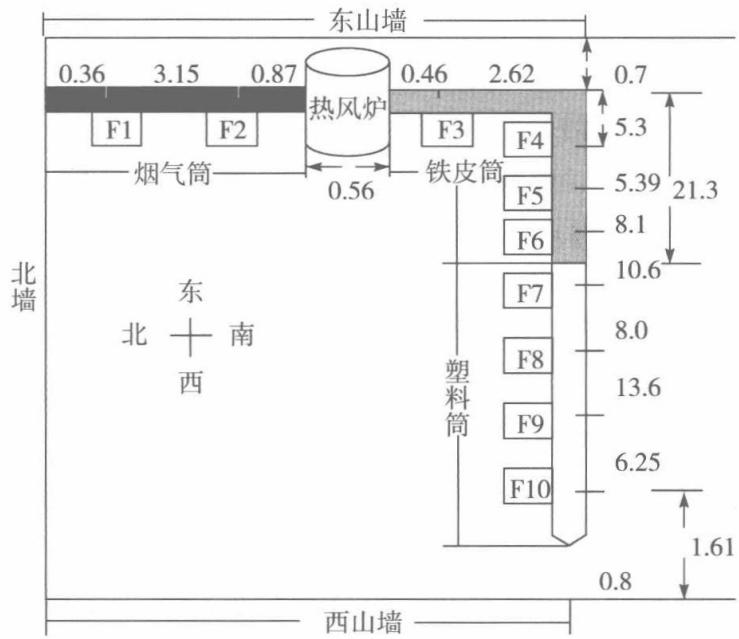 东山墙
0.36 3.15 0.87 0.46 2.62 0.7
热风炉
F1 F2 F3 F4 5.3
烟气筒 0.56 铁皮筒
F5 5.39 21.3
F6 8.1
北墙
F7 10.6
东
北 南
西
F8 8.0
塑料筒
F9 13.6
F10 6.25
1.61
0.8
西山墙